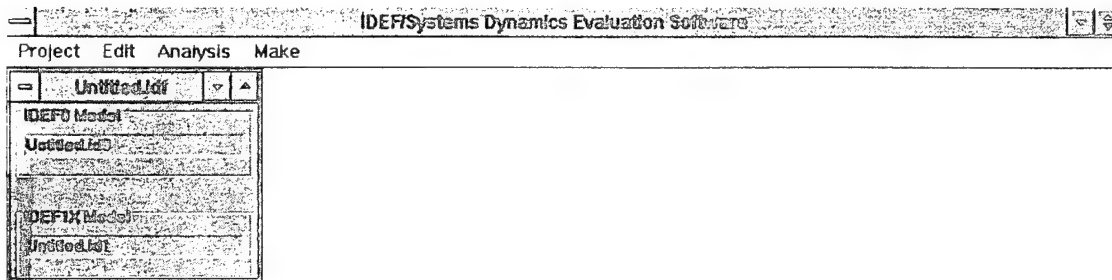 IDEF/Systems Dynamics Evaluation Software
Project Edit Analysis Make
Untitled.idf
IDEF0 Model
Untitled.id0
IDEF1X Model
Untitled.id1